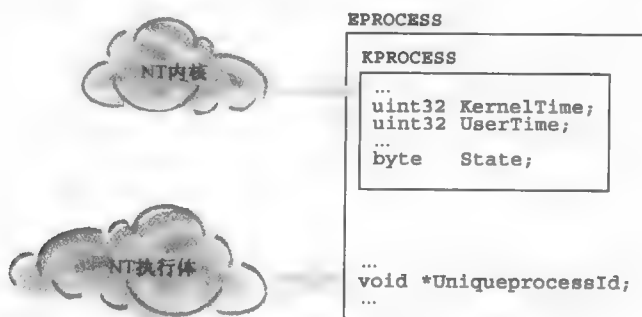 EPROCESS
KPROCESS
NT内核
...
uint32 KernelTime;
uint32 UserTime;
...
byte State;
NT执行体
...
void *UniqueprocessId;
...